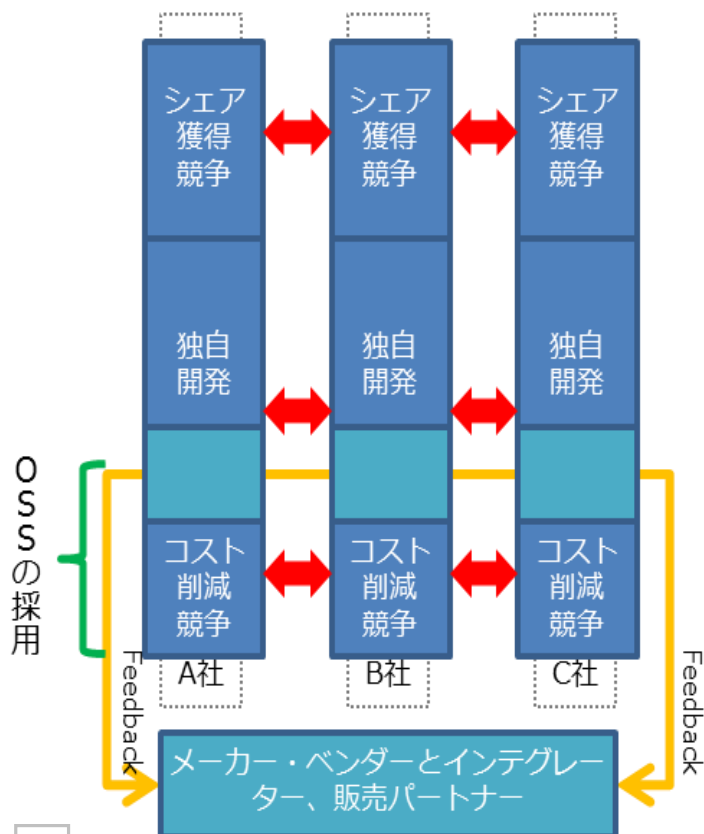 シェア
獲得
競争
シェア
獲得
競争
シェア
獲得
競争
独自
開発
独自
開発
独自
開発
OSSの採用
コスト
削減
競争
コスト
削減
競争
コスト
削減
競争
A社
B社
C社
Feedback
Feedback
メーカー・ベンダーとインテグレー
ター、販売パートナー